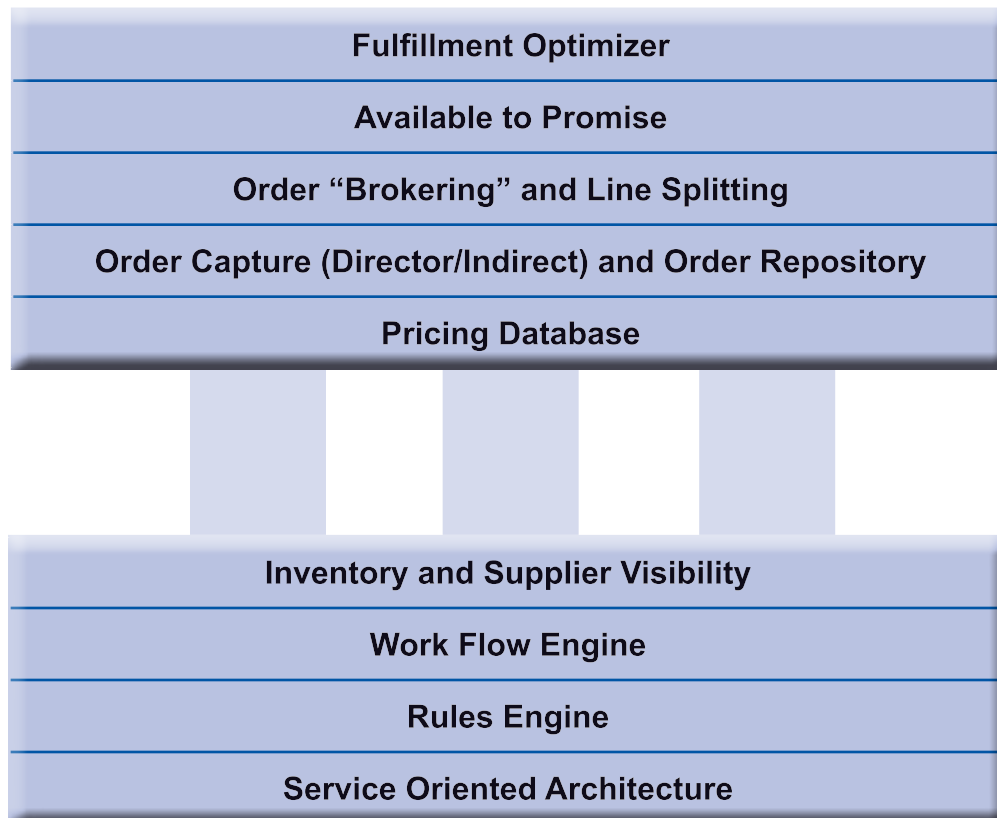 Fulfillment Optimizer
Available to Promise
Order “Brokering” and Line Splitting
Order Capture (Director/Indirect) and Order Repository
Pricing Database
Inventory and Supplier Visibility
Work Flow Engine
Rules Engine
Service Oriented Architecture